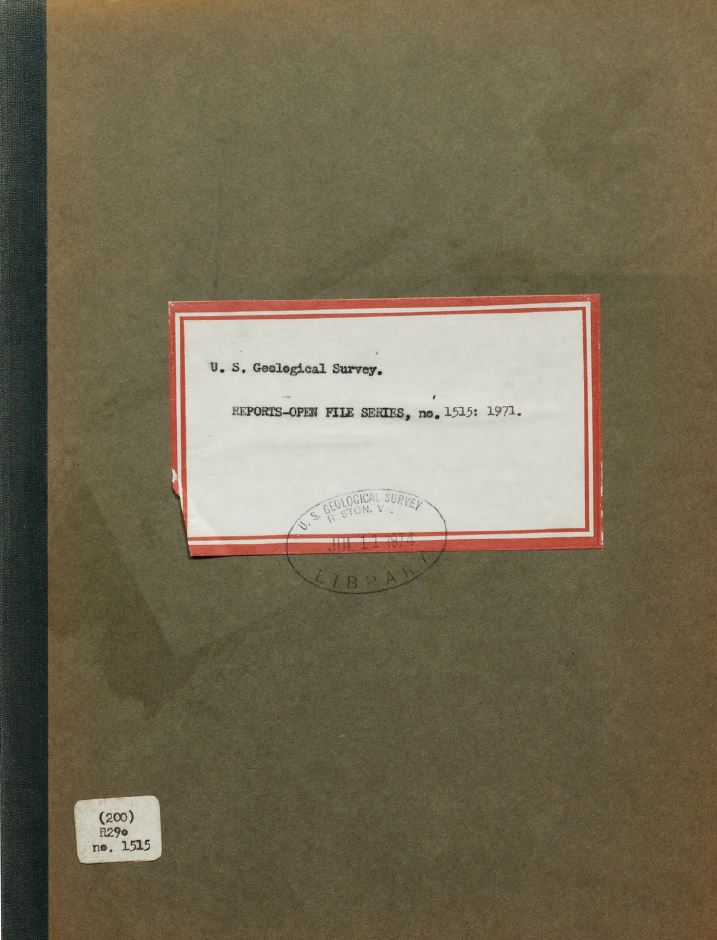 U. S. Geological Survey.
REPORTS-OPEN FILE SERIES, no. 1515: 1971.
U. S. GEOLOGICAL SURVEY
JUL 11 1974
LIBRARY
(200)
R29o
no. 1515